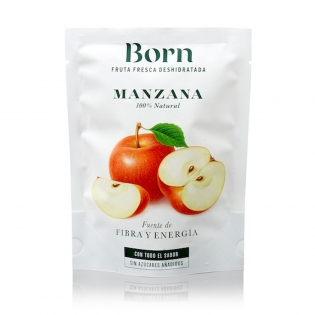 Born
FRUTA FRESCA DESHIDRATADA
MANZANA
100% Natural
Fuente de
FIBRA Y ENERGÍA
CON TODO EL SABOR
SIN AZÚCARES AÑADIDOS